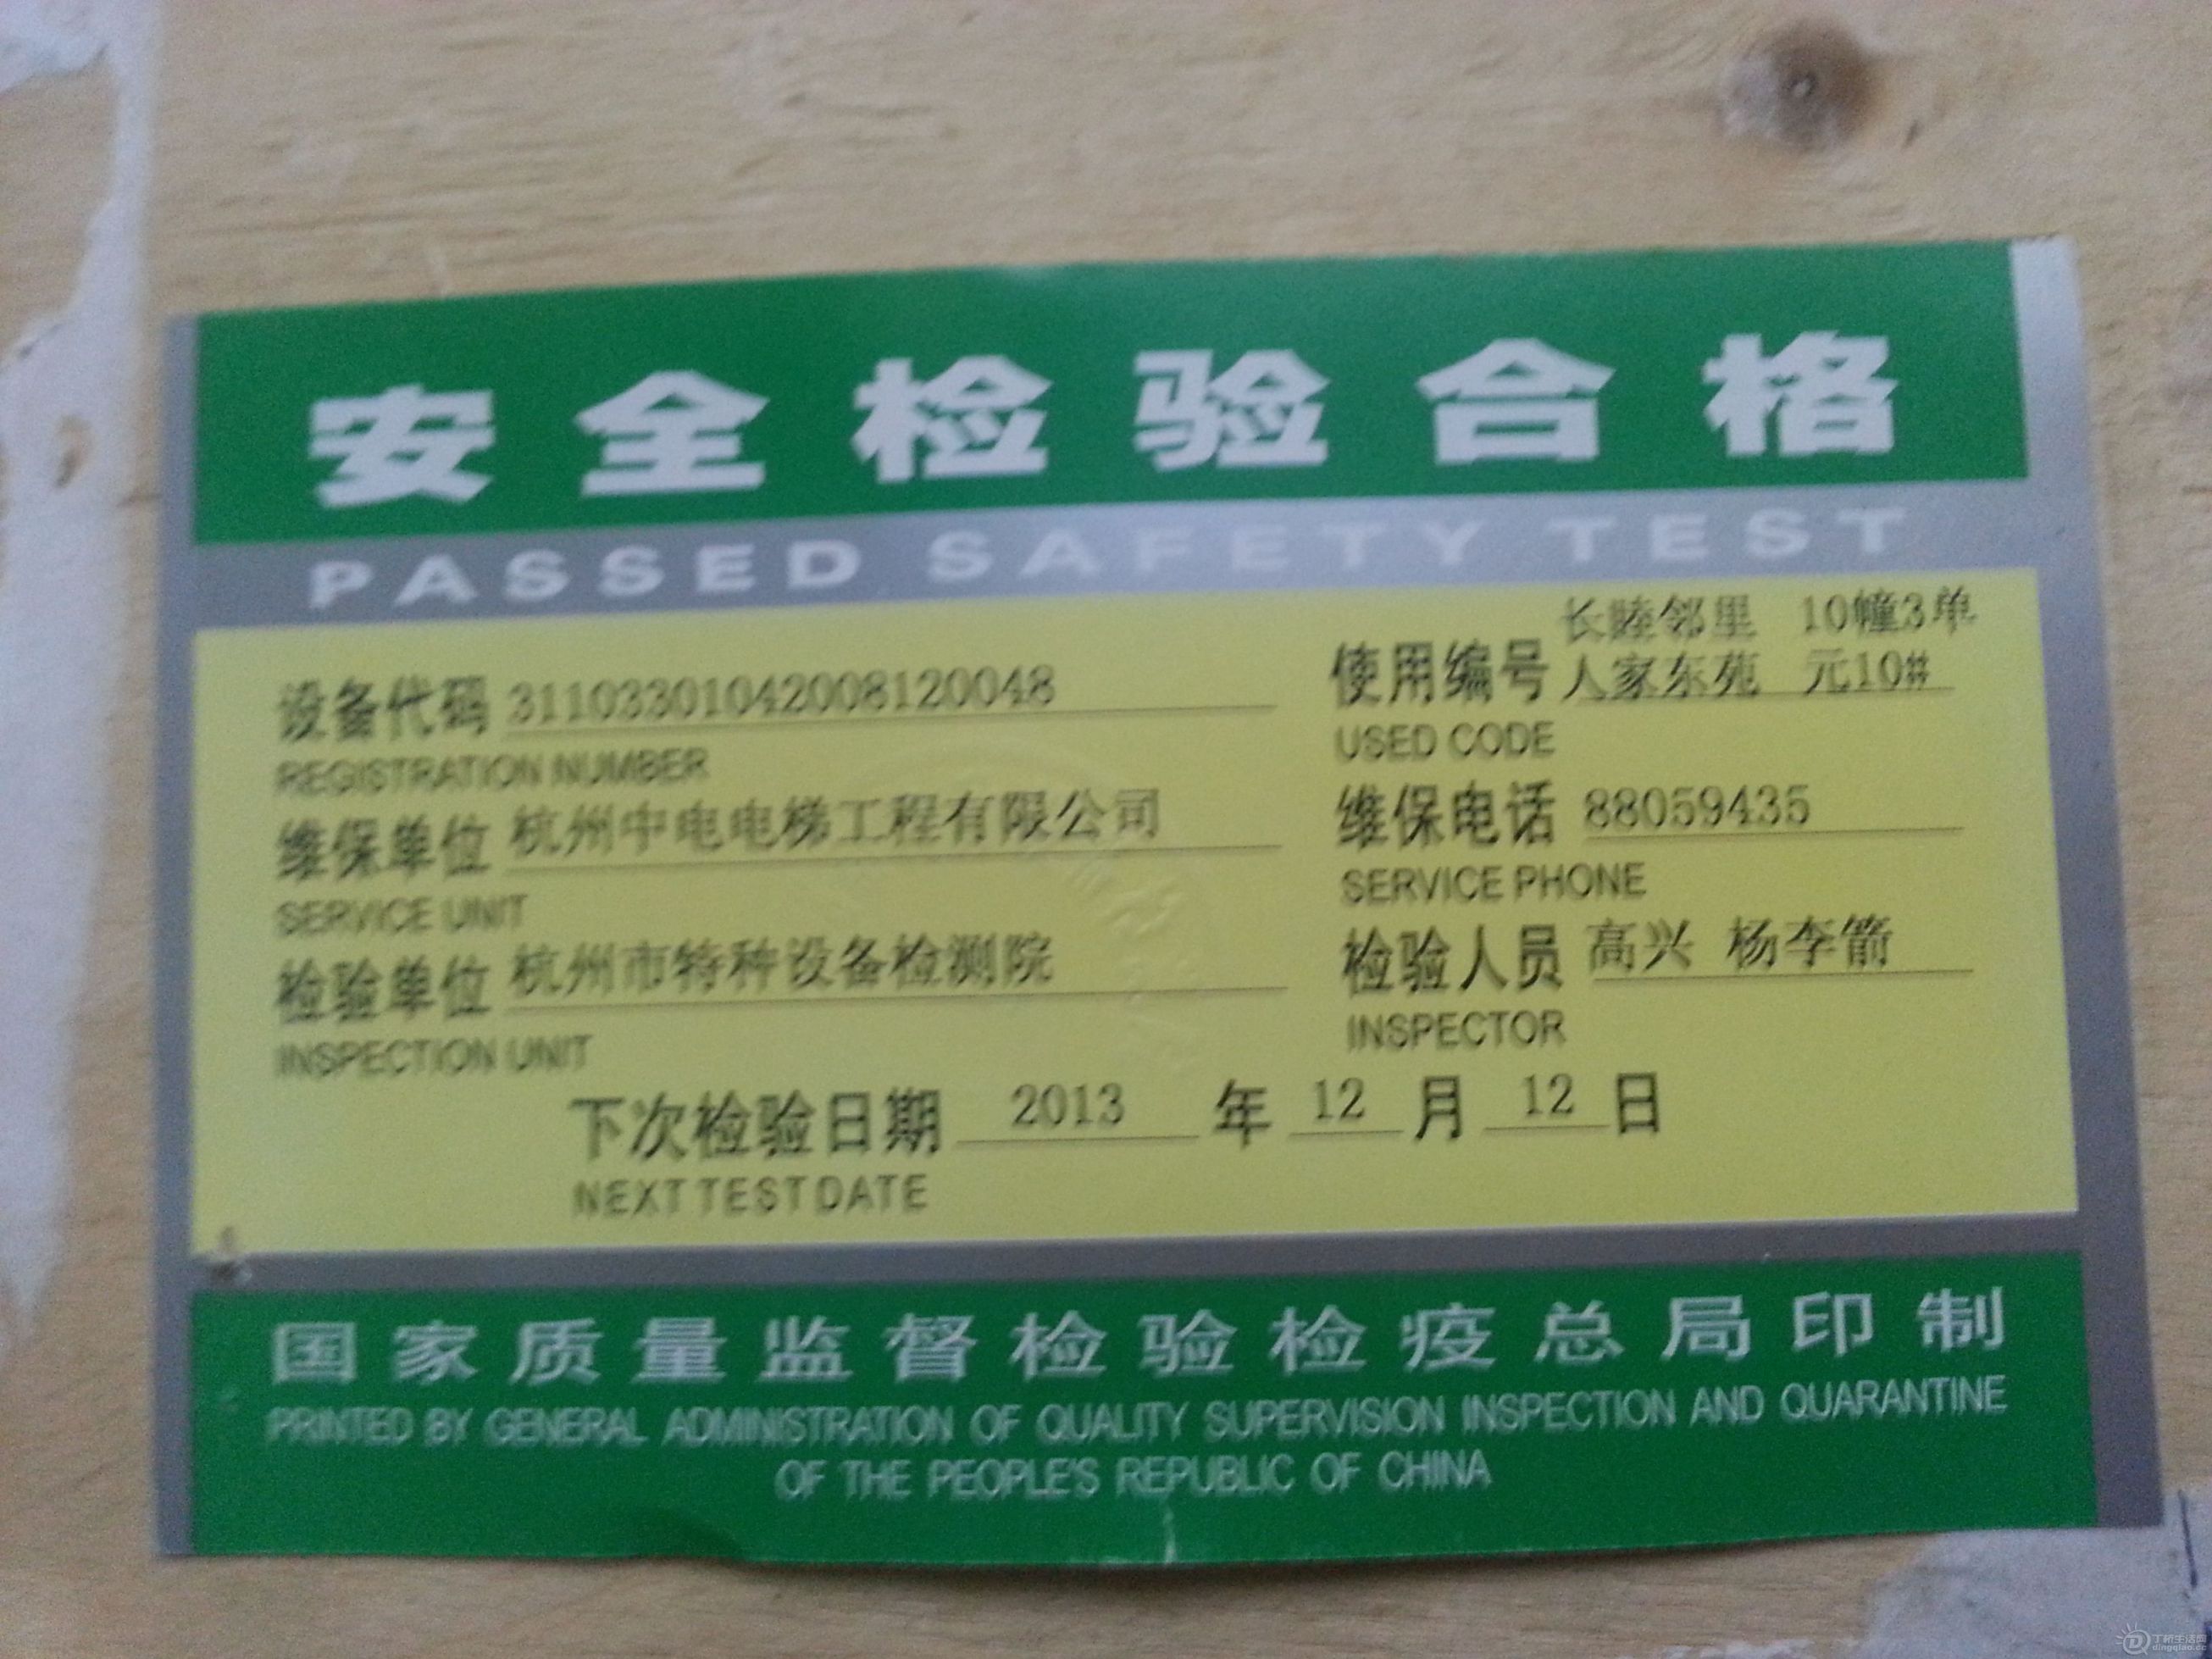 安全检验合格
PASSED SAFETY TEST
设备代码 31103301042008120048
REGISTRATION NUMBER
使用编号 长睦邻里 10幢3单
人家东苑 元10#
USED CODE
维保单位 杭州中电电梯工程有限公司
SERVICE UNIT
维保电话 88059435
SERVICE PHONE
检验单位 杭州市特种设备检测院
INSPECTION UNIT
检验人员 高兴 杨李箭
INSPECTOR
下次检验日期 2013 年 12 月 12 日
NEXT TEST DATE
国家质量监督检验检疫总局印制
PRINTED BY GENERAL ADMINISTRATION OF QUALITY SUPERVISION INSPECTION AND QUARANTINE
OF THE PEOPLE'S REPUBLIC OF CHINA
丁桥生活网
dingqiao.cc